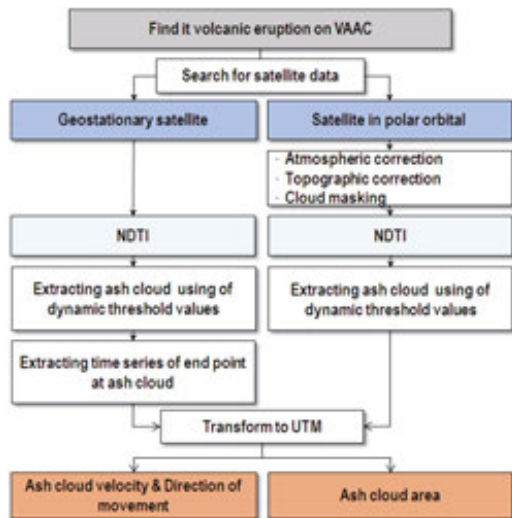 Find it volcanic eruption on VAAC
Search for satellite data
Geostationary satellite
Satellite in polar orbital
· Atmospheric correction
· Topographic correction
· Cloud masking
NDTI
NDTI
Extracting ash cloud using of
dynamic threshold values
Extracting ash cloud using of
dynamic threshold values
Extracting time series of end point
at ash cloud
Transform to UTM
Ash cloud velocity & Direction of
movement
Ash cloud area